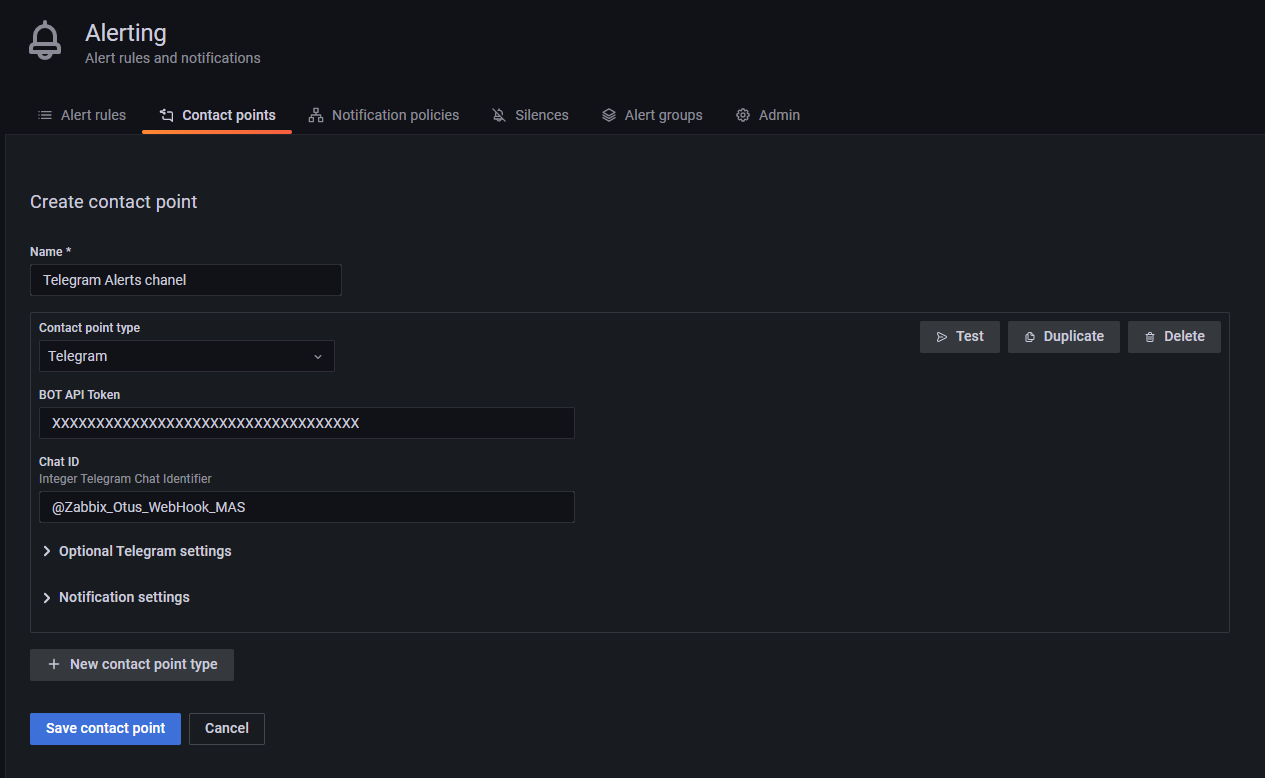 Alerting
Alert rules and notifications
Alert rules Contact points Notification policies Silences Alert groups Admin
Create contact point
Name *
Telegram Alerts chanel
Contact point type
Test Duplicate Delete
Telegram
BOT API Token
XXXXXXXXXXXXXXXXXXXXXXXXXXXXXXXXXXX
Chat ID
Integer Telegram Chat Identifier
@Zabbix_Otus_WebHook_MAS
Optional Telegram settings
Notification settings
New contact point type
Save contact point Cancel